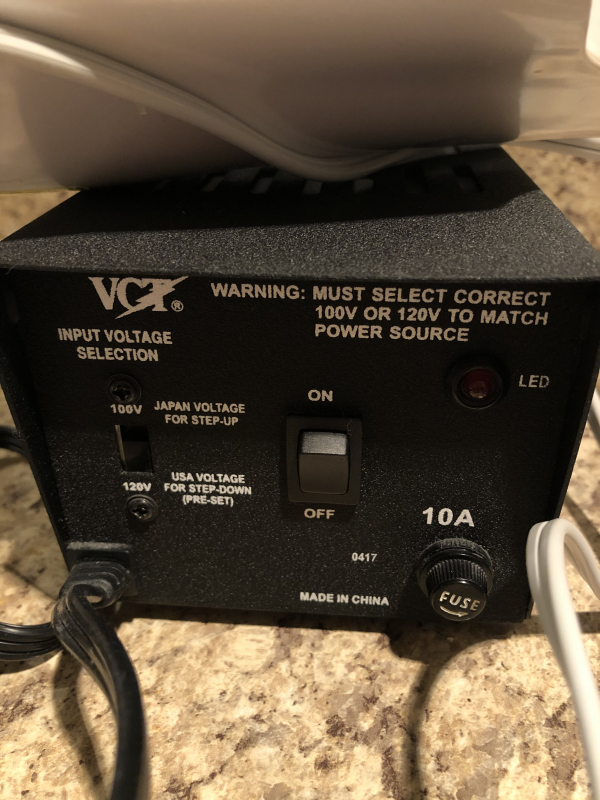 VCT®
WARNING: MUST SELECT CORRECT
100V OR 120V TO MATCH
POWER SOURCE
INPUT VOLTAGE
SELECTION
LED
ON
100V
JAPAN VOLTAGE
FOR STEP-UP
120V
USA VOLTAGE
FOR STEP-DOWN
(PRE-SET)
OFF
10A
0417
FUSE
MADE IN CHINA